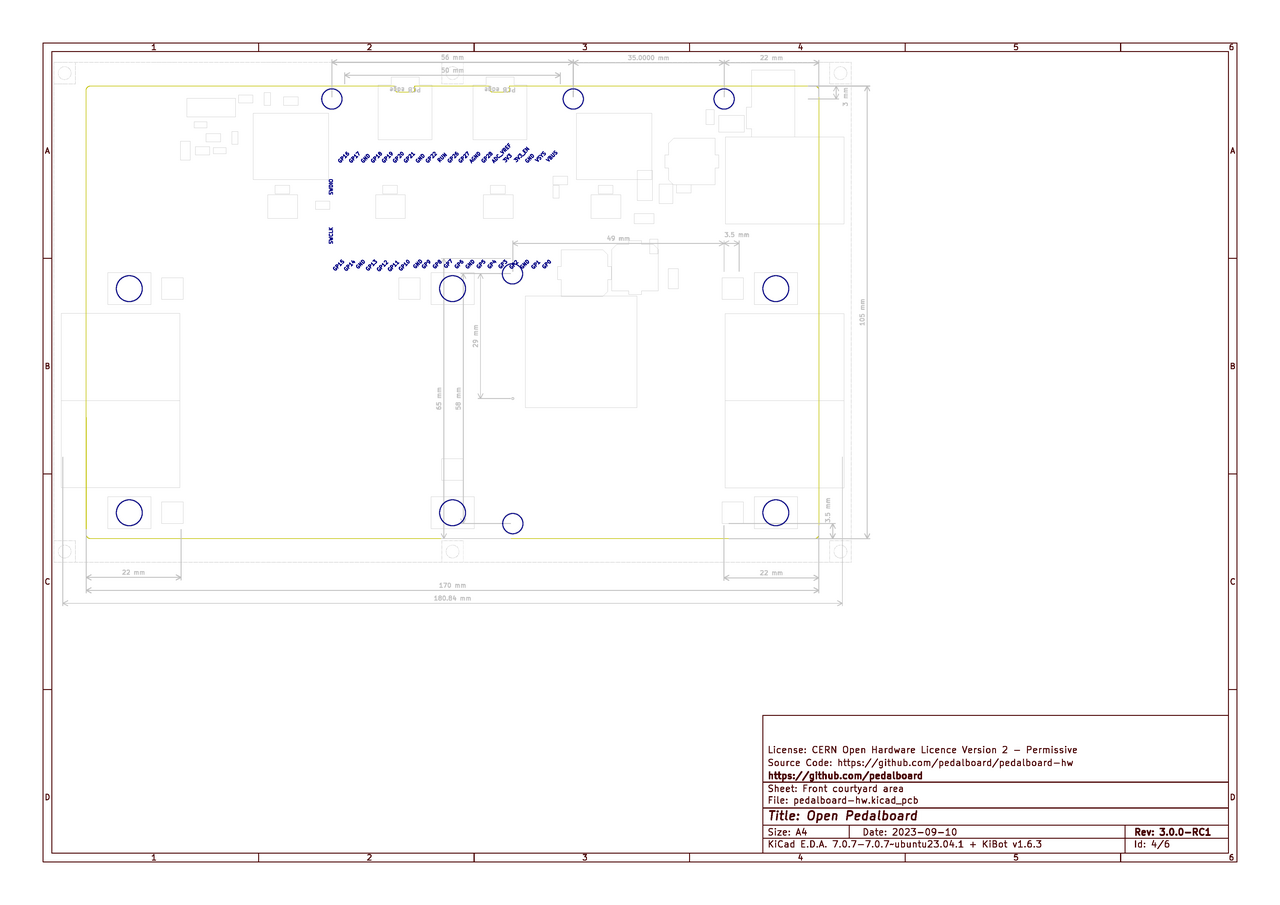 1 2 3 4 5 6
56 mm 35.0000 mm 22 mm
50 mm
PCB edge PCB edge
3 mm
A A
GP16 GP17 GND GP18 GP19 GP20 GP21 GND GP22 RUN GP26 GP27 AGND GP28 ADC_VREF 3V3 3V3_EN GND VSYS VBUS
SWDIO
SWCLK
49 mm 3.5 mm
GP15 GP14 GND GP13 GP12 GP11 GP10 GND GP9 GP8 GP7 GP6 GND GP5 GP4 GP3 GP2 GND GP1 GP0
105 mm
29 mm
B B
65 mm 58 mm
3.5 mm
22 mm 22 mm
C C
170 mm
180.84 mm
License: CERN Open Hardware Licence Version 2 - Permissive
Source Code: https://github.com/pedalboard/pedalboard-hw
https://github.com/pedalboard
Sheet: Front courtyard area
D D
File: pedalboard-hw.kicad_pcb
Title: Open Pedalboard
Size: A4 Date: 2023-09-10 Rev: 3.0.0-RC1
KiCad E.D.A. 7.0.7-7.0.7~ubuntu23.04.1 + KiBot v1.6.3 Id: 4/6
1 2 3 4 5 6